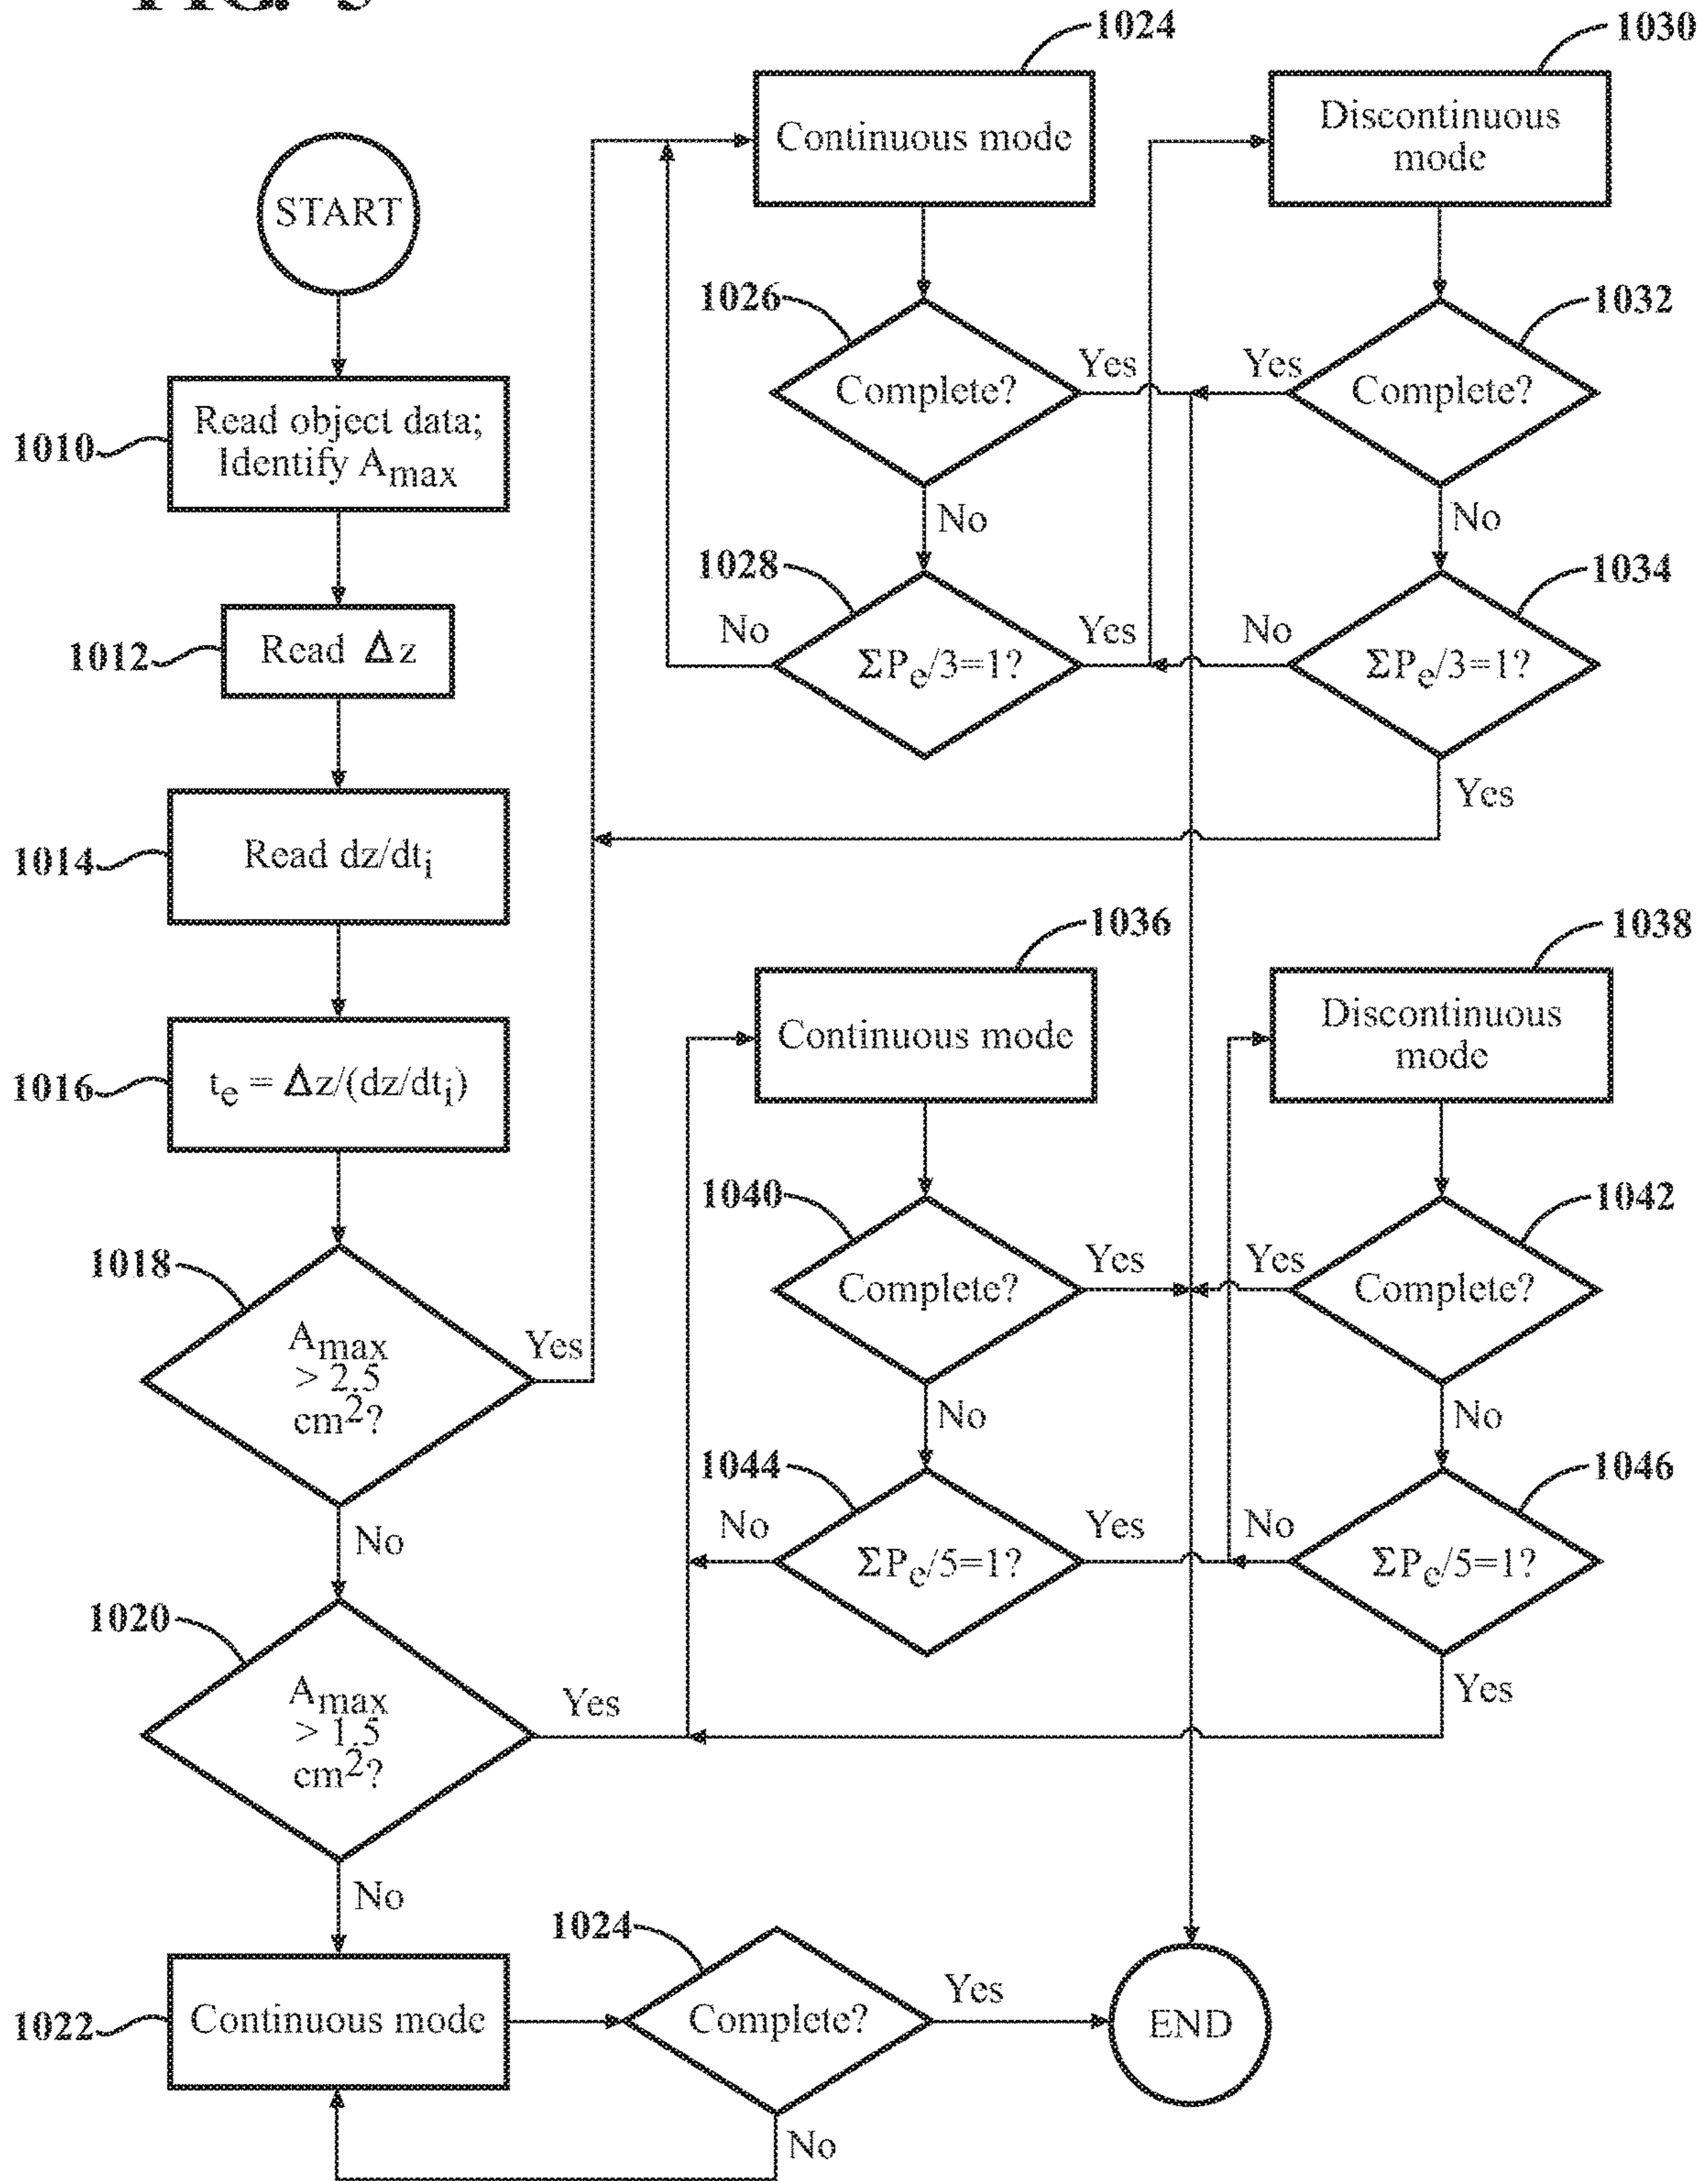 START
1010
Read object data;
Identify Amax
1012
Read Δz
1014
Read dz/dti
1016
te = Δz/(dz/dti)
1018
Amax
> 2.5
cm²?
Yes
No
1020
Amax
> 1.5
cm²?
Yes
No
1022
Continuous mode
1024
Complete?
Yes
No
END
1024
Continuous mode
1026
Complete?
Yes
No
1028
ΣPe/3=1?
No
Yes
1030
Discontinuous
mode
1032
Complete?
Yes
No
1034
ΣPe/3=1?
No
Yes
1036
Continuous mode
1040
Complete?
Yes
No
1044
ΣPe/5=1?
No
Yes
1038
Discontinuous
mode
1042
Complete?
Yes
No
1046
ΣPe/5=1?
No
Yes